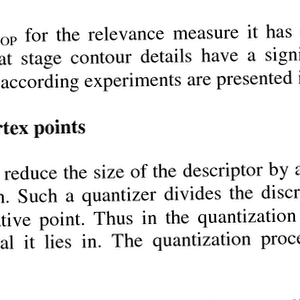 OP for the relevance measure it has
at stage contour details have a signi
according experiments are presented i
rtex points
reduce the size of the descriptor by a
n. Such a quantizer divides the discr
ative point. Thus in the quantization
al it lies in. The quantization proce